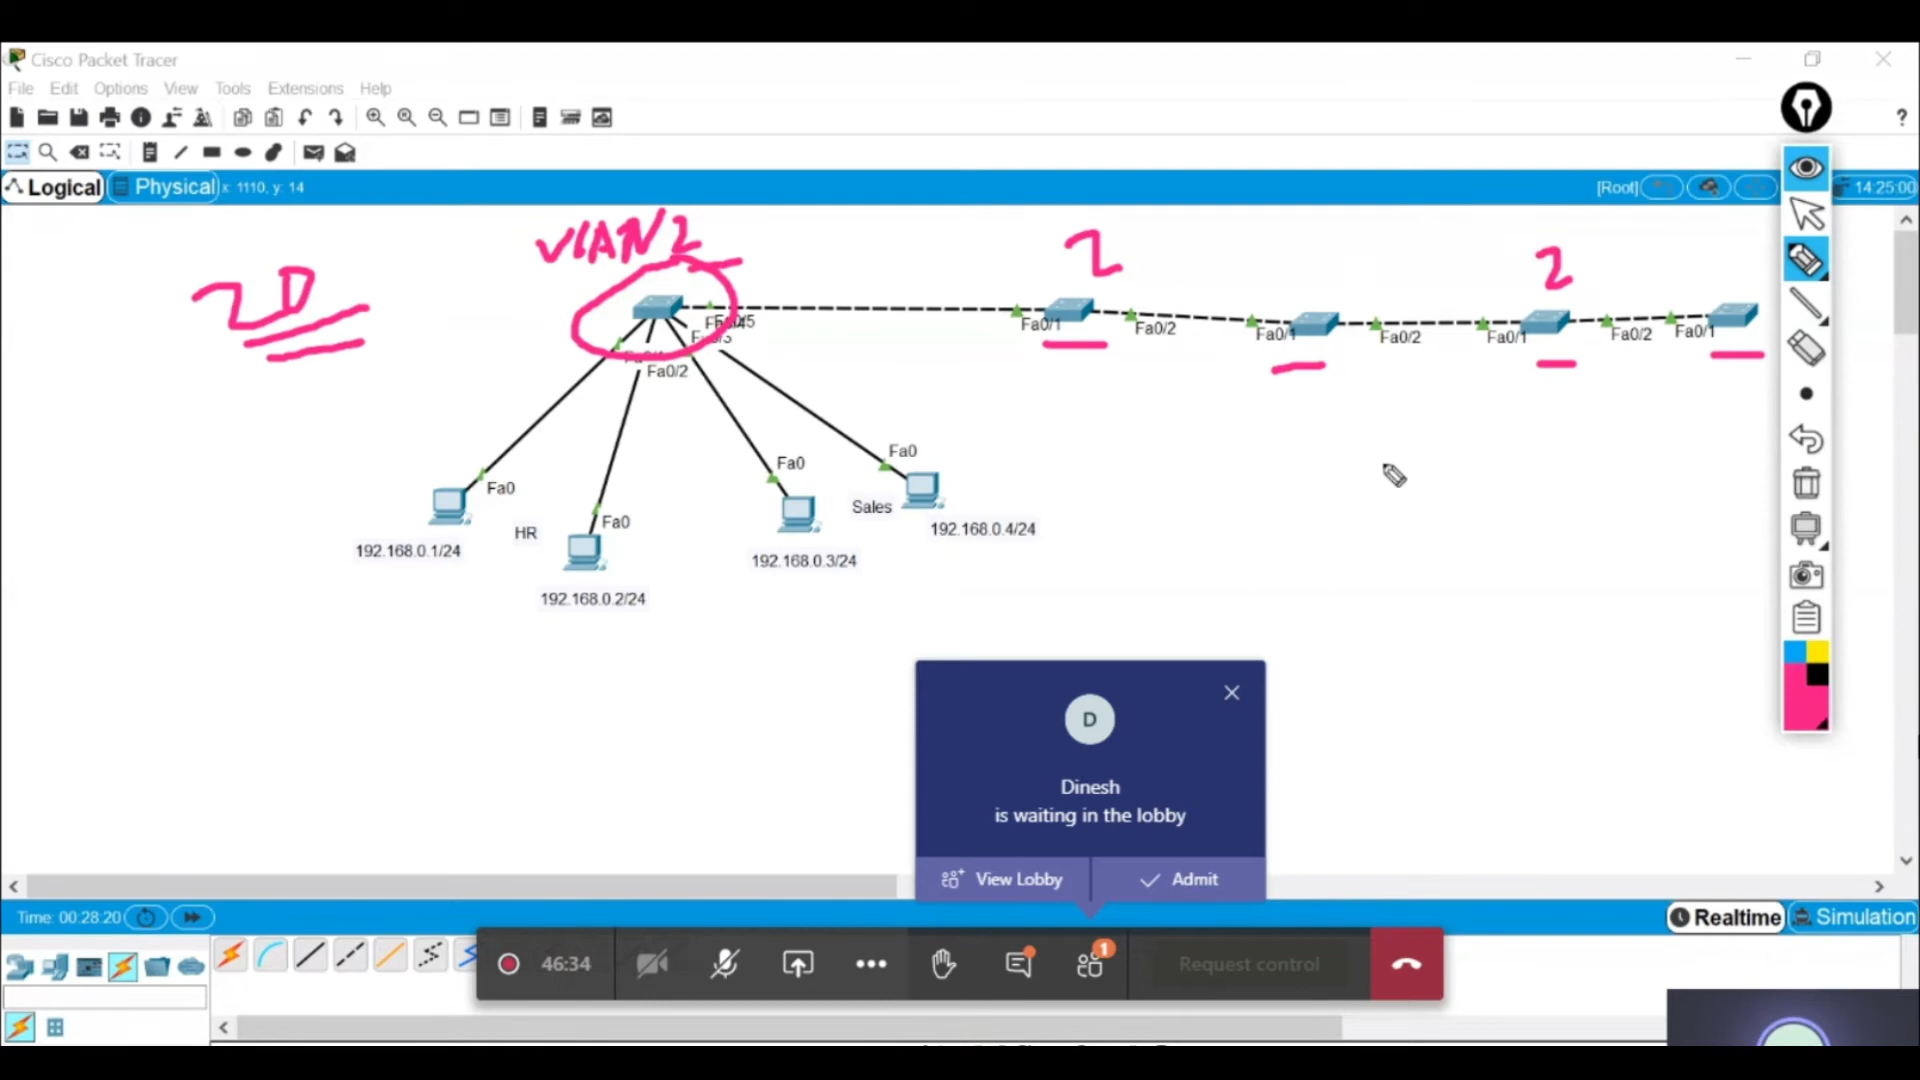 Cisco Packet Tracer
File Edit Options View Tools Extensions Help
?
Logical Physical x: 1110, y: 14 [Root] 14:25:00
VLAN2
2
2
Fa0/5
Fa0/1
Fa0/2
Fa0/1
Fa0/2
Fa0/1
Fa0/2
Fa0/1
Fa0/2
Fa0
Fa0
Fa0
Fa0
HR
Sales
192.168.0.1/24
192.168.0.2/24
192.168.0.3/24
192.168.0.4/24
D
Dinesh
is waiting in the lobby
View Lobby Admit
Time: 00:28:20 Realtime Simulation
46:34 1 Request control